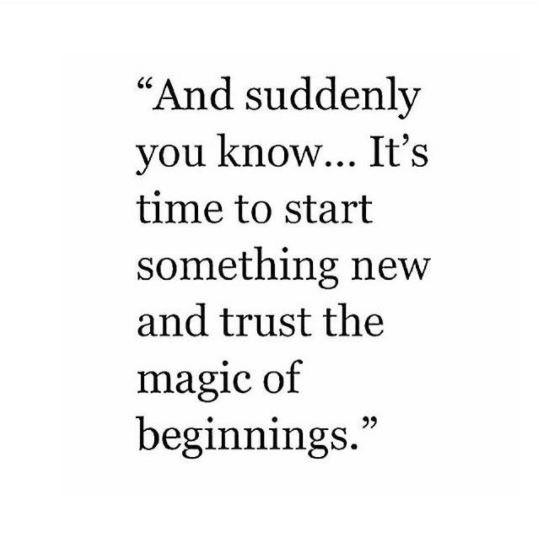 “And suddenly
you know... It’s
time to start
something new
and trust the
magic of
beginnings.”